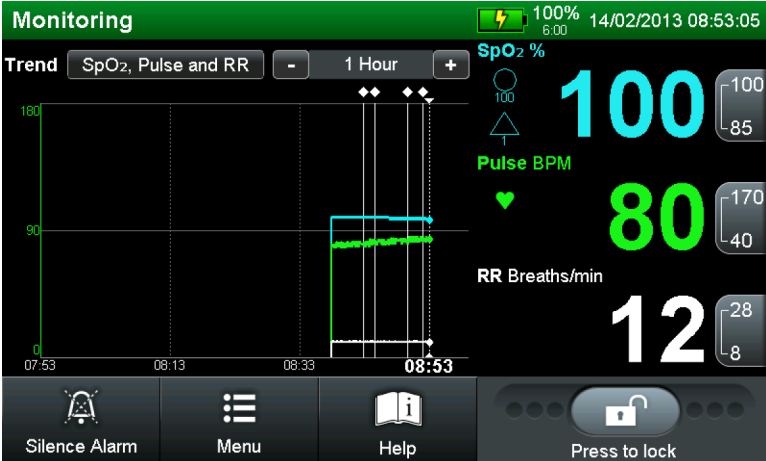 Monitoring
100%
6:00
14/02/2013 08:53:05
Trend
SpO2, Pulse and RR
-
1 Hour
+
180
90
0
07:53
08:13
08:33
08:53
SpO2 %
100
1
100
100
85
Pulse BPM
80
170
40
RR Breaths/min
12
28
8
Silence Alarm
Menu
i
Help
Press to lock